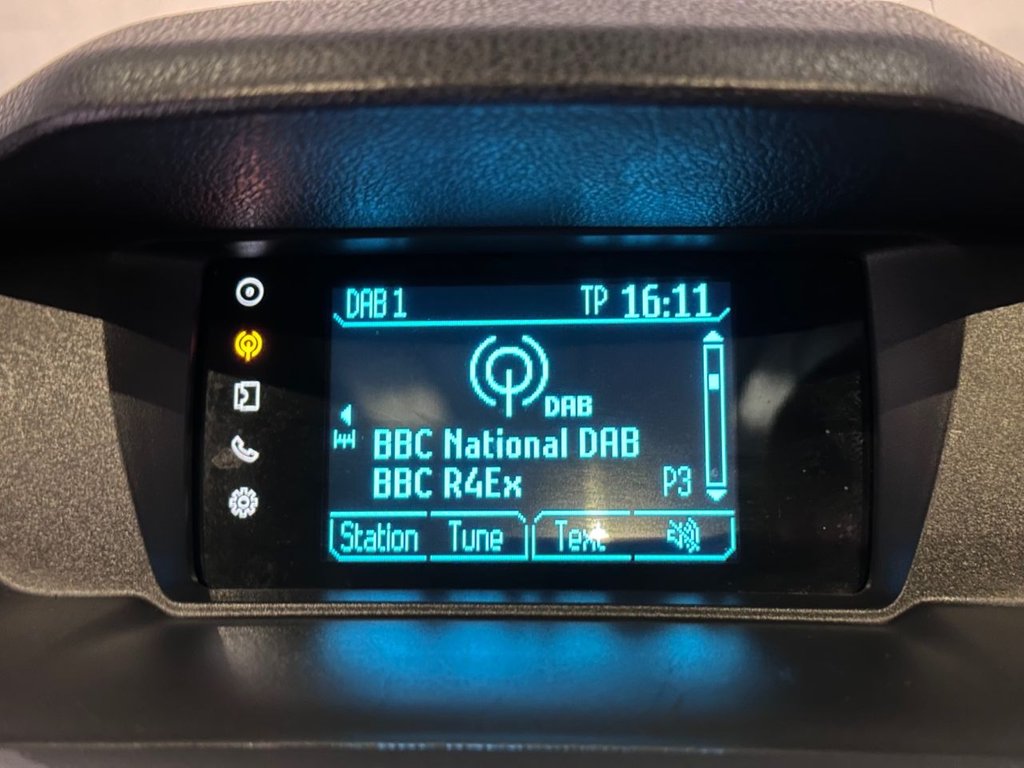 DAB 1 TP 16:11
DAB
BBC National DAB
BBC R4Ex P3
Station Tune Text